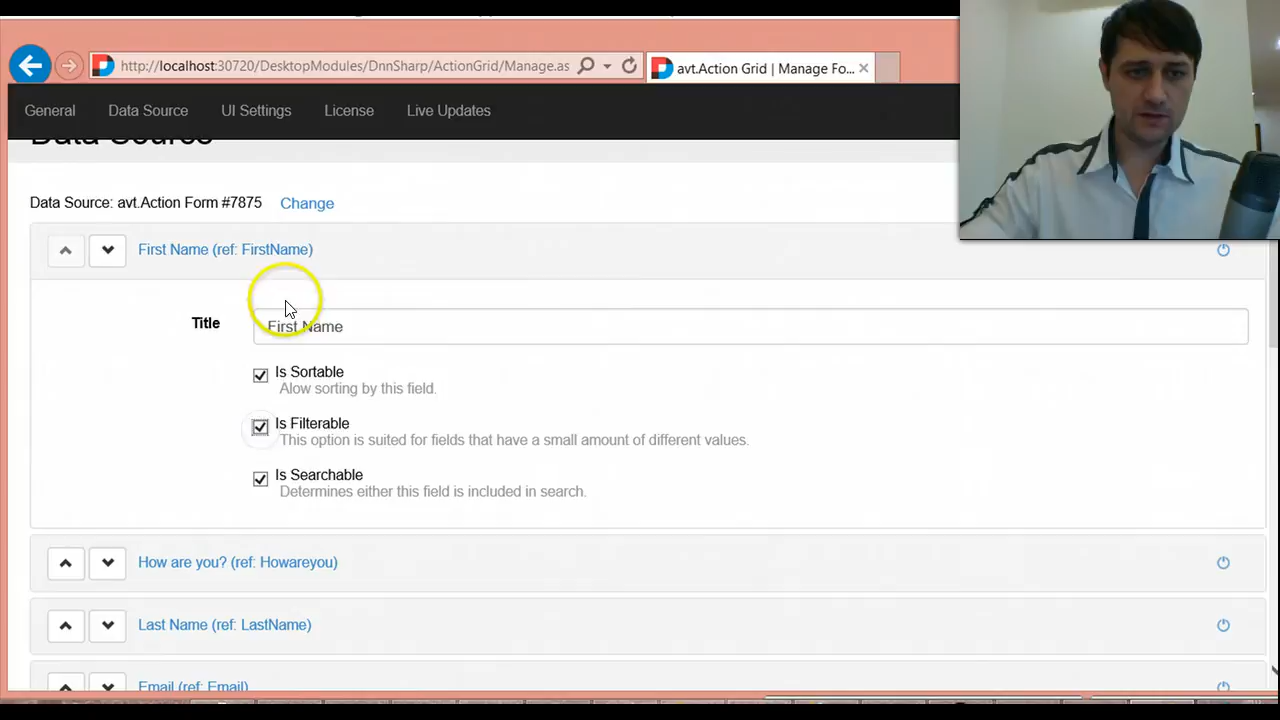 http://localhost:30720/DesktopModules/DnnSharp/ActionGrid/Manage.as
avt.Action Grid | Manage Fo...
General
Data Source
UI Settings
License
Live Updates
Data Source
Data Source: avt.Action Form #7875 Change
First Name (ref: FirstName)
Title
First Name
Is Sortable
Alow sorting by this field.
Is Filterable
This option is suited for fields that have a small amount of different values.
Is Searchable
Determines either this field is included in search.
How are you? (ref: Howareyou)
Last Name (ref: LastName)
Email (ref: Email)